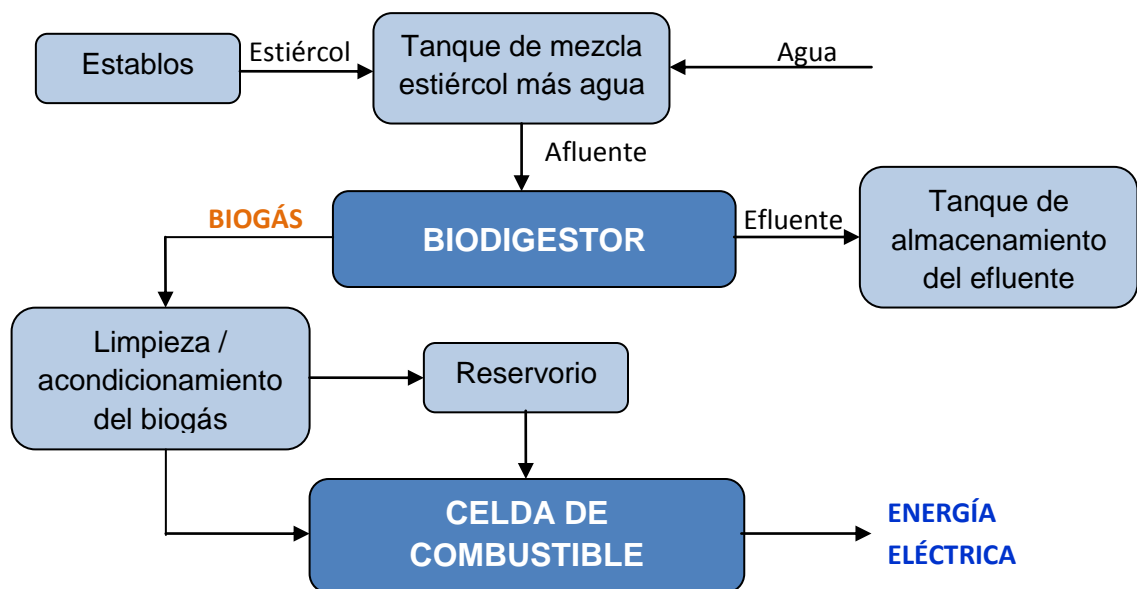 Establos
Estiércol
Tanque de mezcla
estiércol más agua
Agua
Afluente
BIOGÁS
BIODIGESTOR
Efluente
Tanque de
almacenamiento
del efluente
Limpieza /
acondicionamiento
del biogás
Reservorio
CELDA DE
COMBUSTIBLE
ENERGÍA
ELÉCTRICA